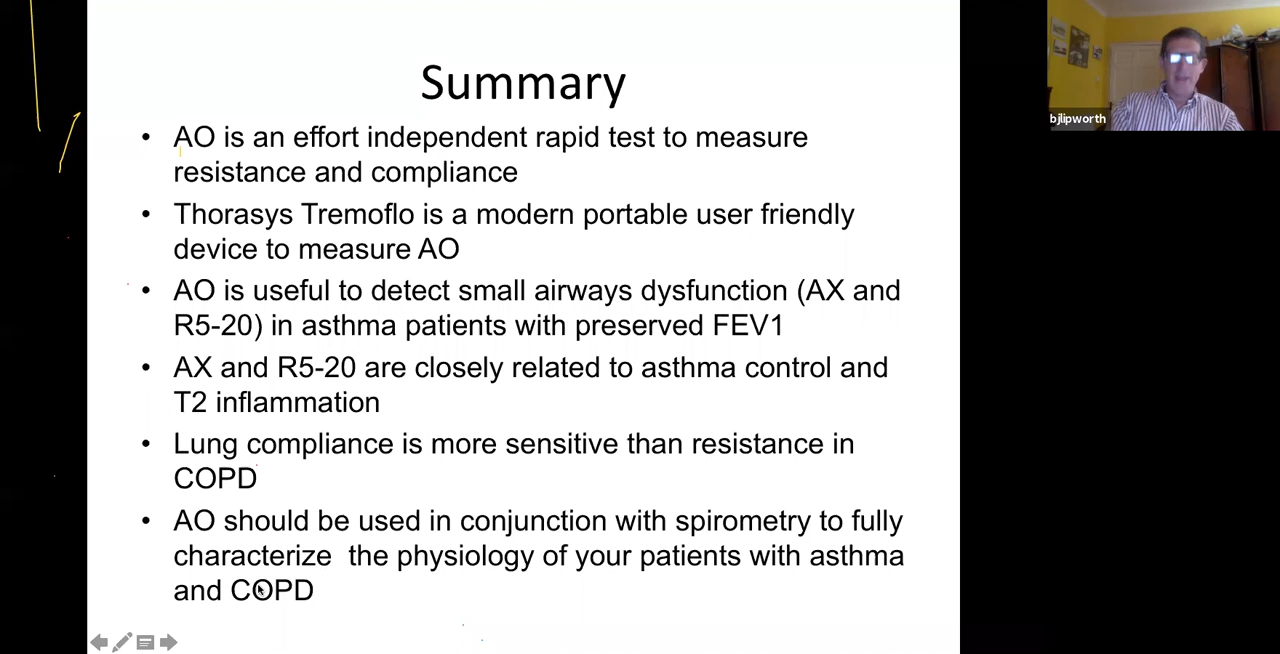 Summary
• AO is an effort independent rapid test to measure
resistance and compliance
• Thorasys Tremoflo is a modern portable user friendly
device to measure AO
• AO is useful to detect small airways dysfunction (AX and
R5-20) in asthma patients with preserved FEV1
• AX and R5-20 are closely related to asthma control and
T2 inflammation
• Lung compliance is more sensitive than resistance in
COPD
• AO should be used in conjunction with spirometry to fully
characterize  the physiology of your patients with asthma
and COPD
bjlipworth